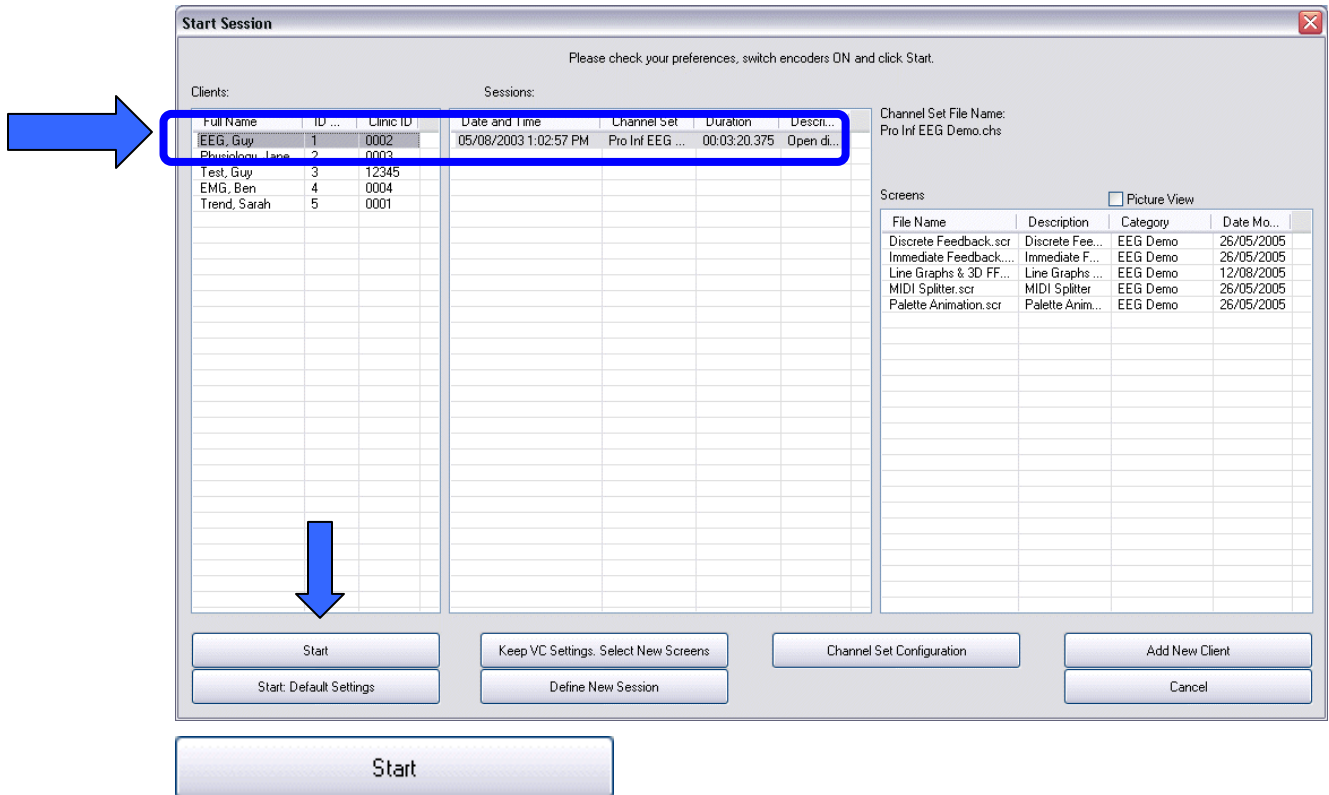 Start Session
Please check your preferences, switch encoders ON and click Start.
Clients:
Full Name ID ... Clinic ID
EEG, Guy 1 0002
Physiology, Jane 2 0003
Test, Guy 3 12345
EMG, Ben 4 0004
Trend, Sarah 5 0001
Sessions:
Date and Time Channel Set Duration Descri...
05/08/2003 1:02:57 PM Pro Inf EEG ... 00:03:20.375 Open di...
Channel Set File Name:
Pro Inf EEG Demo.chs
Screens
Picture View
File Name Description Category Date Mo...
Discrete Feedback.scr Discrete Fee... EEG Demo 26/05/2005
Immediate Feedback.... Immediate F... EEG Demo 26/05/2005
Line Graphs & 3D FF... Line Graphs ... EEG Demo 12/08/2005
MIDI Splitter.scr MIDI Splitter EEG Demo 26/05/2005
Palette Animation.scr Palette Anim... EEG Demo 26/05/2005
Start Keep VC Settings. Select New Screens Channel Set Configuration Add New Client
Start: Default Settings Define New Session Cancel
Start